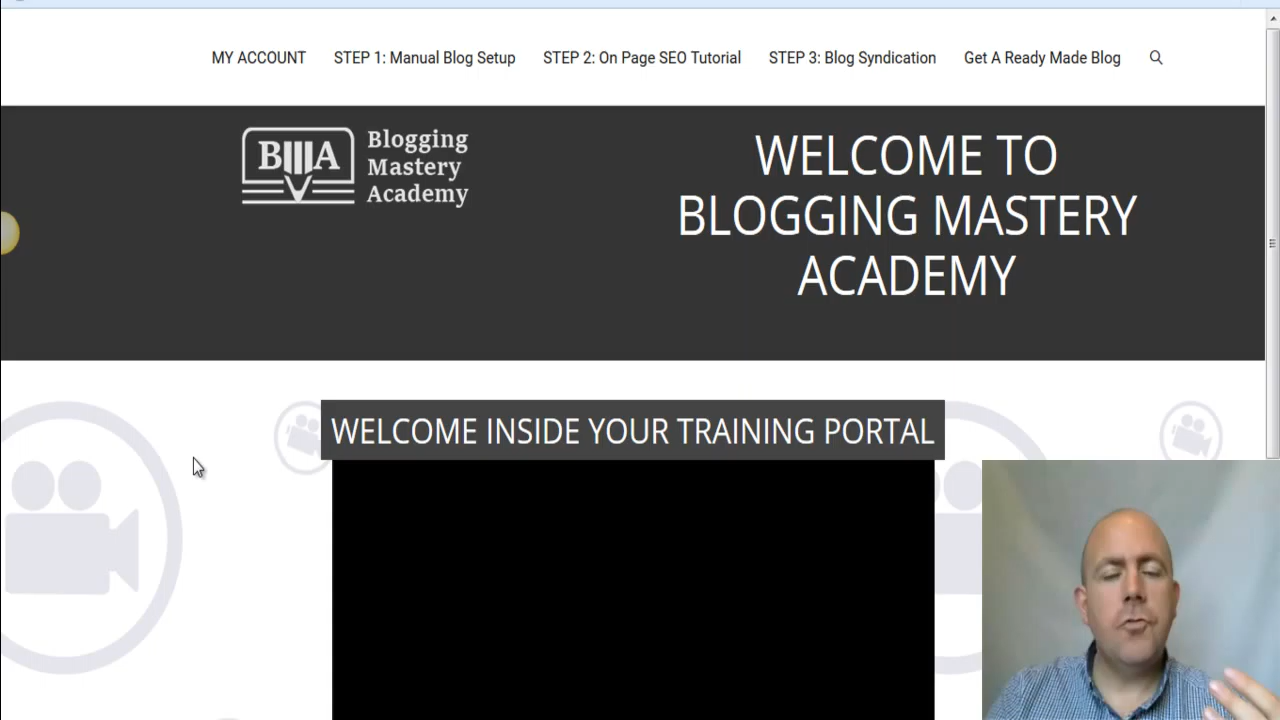 MY ACCOUNT STEP 1: Manual Blog Setup STEP 2: On Page SEO Tutorial STEP 3: Blog Syndication Get A Ready Made Blog
BMA
Blogging
Mastery
Academy
WELCOME TO
BLOGGING MASTERY
ACADEMY
WELCOME INSIDE YOUR TRAINING PORTAL